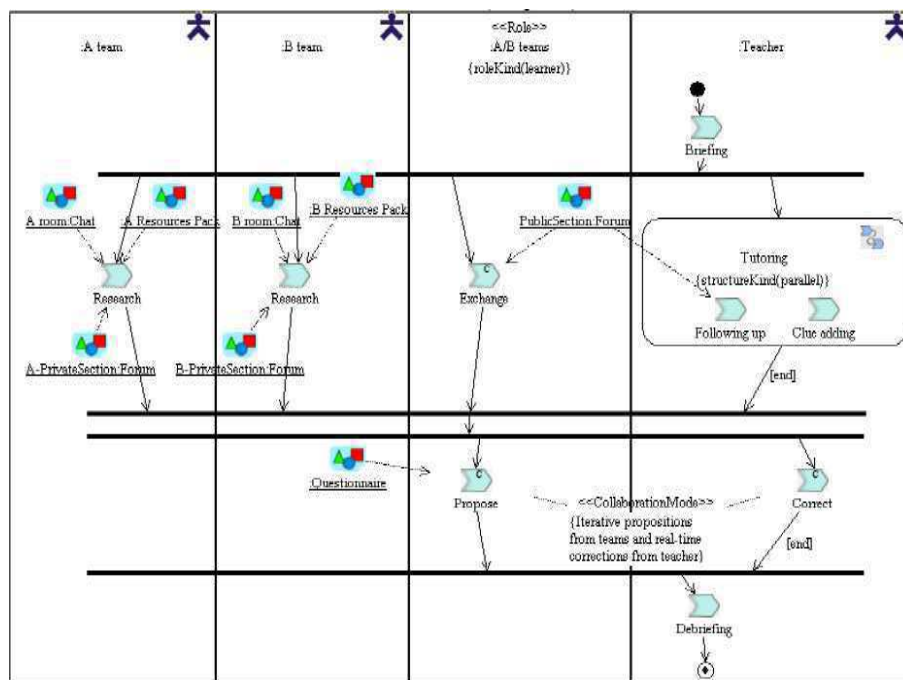 <<Role>>
:A team
:B team
:A/B teams
:Teacher
{roleKind(learner)}
Briefing
A room:Chat
:A Resources Pack
B room:Chat
:B Resources Pack
PublicSection:Forum
Tutoring
{structureKind(parallel)}
Research
Research
C
Exchange
Following up
Clue adding
A-PrivateSection:Forum
B-PrivateSection:Forum
[end]
:Questionnaire
C
Propose
C
Correct
<<CollaborationMode>>
{Iterative propositions
from teams and real-time
corrections from teacher}
[end]
Debriefing